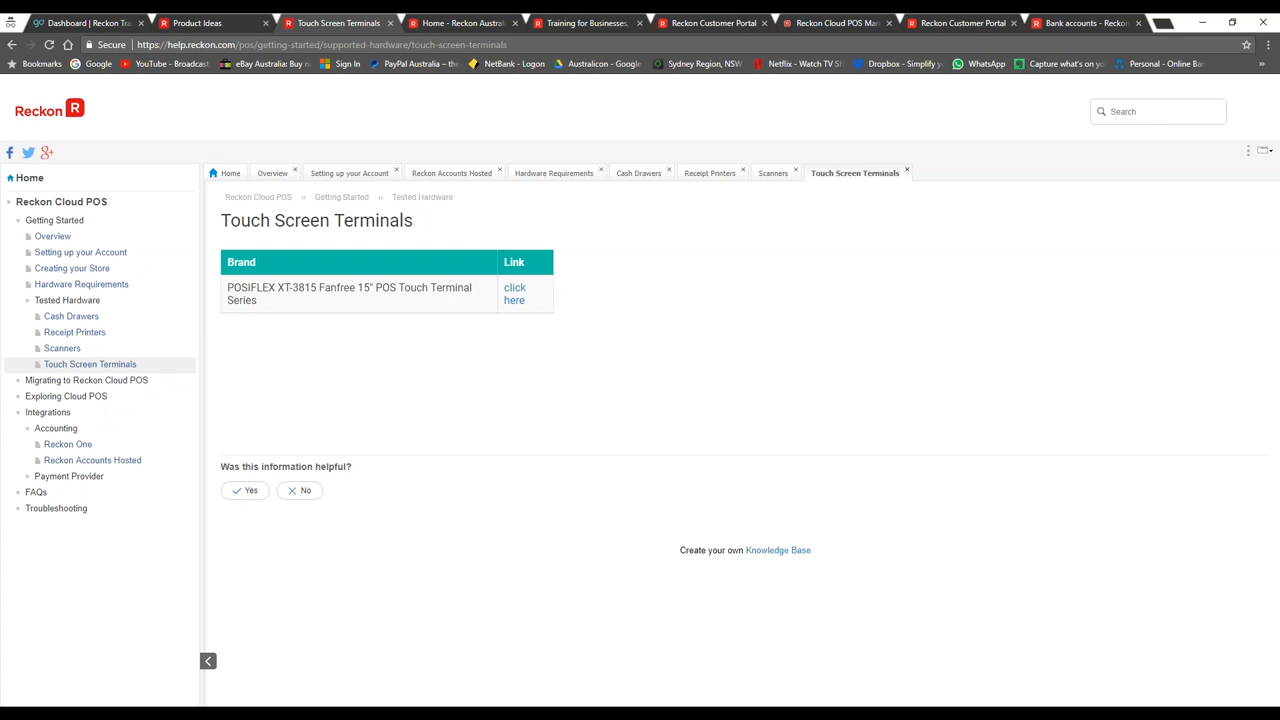 Dashboard | Reckon Tra
Product Ideas
Touch Screen Terminals
Home - Reckon Austral
Training for Businesses,
Reckon Customer Portal
Reckon Cloud POS Man
Reckon Customer Portal
Bank accounts - Reckon
Secure
https://help.reckon.com/pos/getting-started/supported-hardware/touch-screen-terminals
Bookmarks
Google
YouTube - Broadcast
eBay Australia: Buy n
Sign In
PayPal Australia – the
NetBank - Logon
Australicon - Google
Sydney Region, NSW
Netflix - Watch TV Sh
Dropbox - Simplify y
WhatsApp
Capture what's on yo
Personal - Online Ban
Reckon R
Search
Home
Home
Overview
Setting up your Account
Reckon Accounts Hosted
Hardware Requirements
Cash Drawers
Receipt Printers
Scanners
Touch Screen Terminals
Reckon Cloud POS
Getting Started
Overview
Setting up your Account
Creating your Store
Hardware Requirements
Tested Hardware
Cash Drawers
Receipt Printers
Scanners
Touch Screen Terminals
Migrating to Reckon Cloud POS
Exploring Cloud POS
Integrations
Accounting
Reckon One
Reckon Accounts Hosted
Payment Provider
FAQs
Troubleshooting
Reckon Cloud POS ›› Getting Started ›› Tested Hardware
Touch Screen Terminals
Brand
Link
POSIFLEX XT-3815 Fanfree 15" POS Touch Terminal
Series
click
here
Was this information helpful?
Yes
No
Create your own Knowledge Base